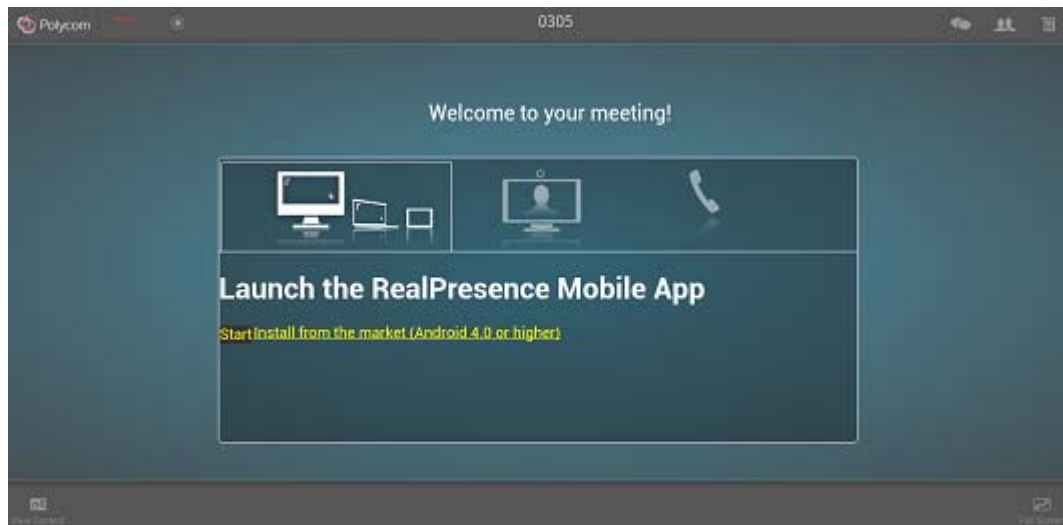 Polycom
0305
Welcome to your meeting!
Launch the RealPresence Mobile App
Start Install from the market (Android 4.0 or higher)